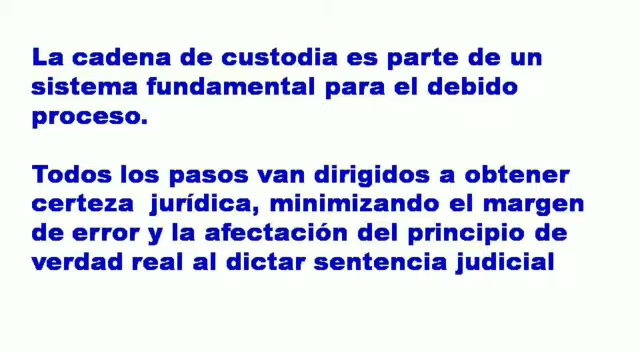 La cadena de custodia es parte de un
sistema fundamental para el debido
proceso.
Todos los pasos van dirigidos a obtener
certeza  jurídica, minimizando el margen
de error y la afectación del principio de
verdad real al dictar sentencia judicial